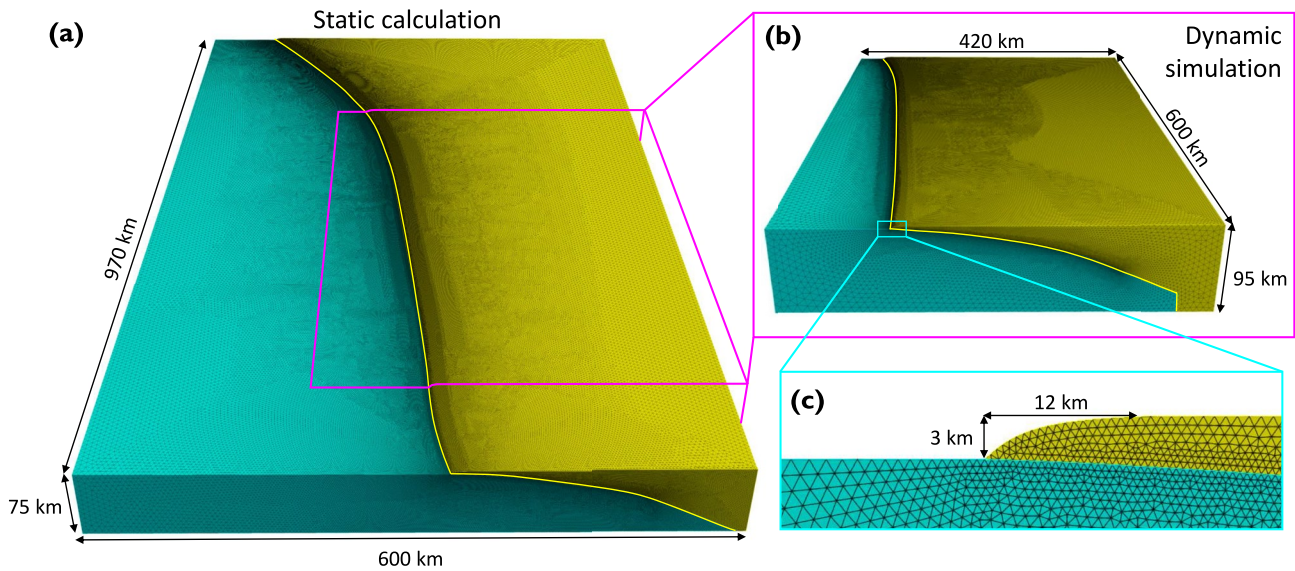 (a)
Static calculation
970 km
75 km
600 km
(b)
420 km
Dynamic
simulation
600 km
95 km
(c)
12 km
3 km